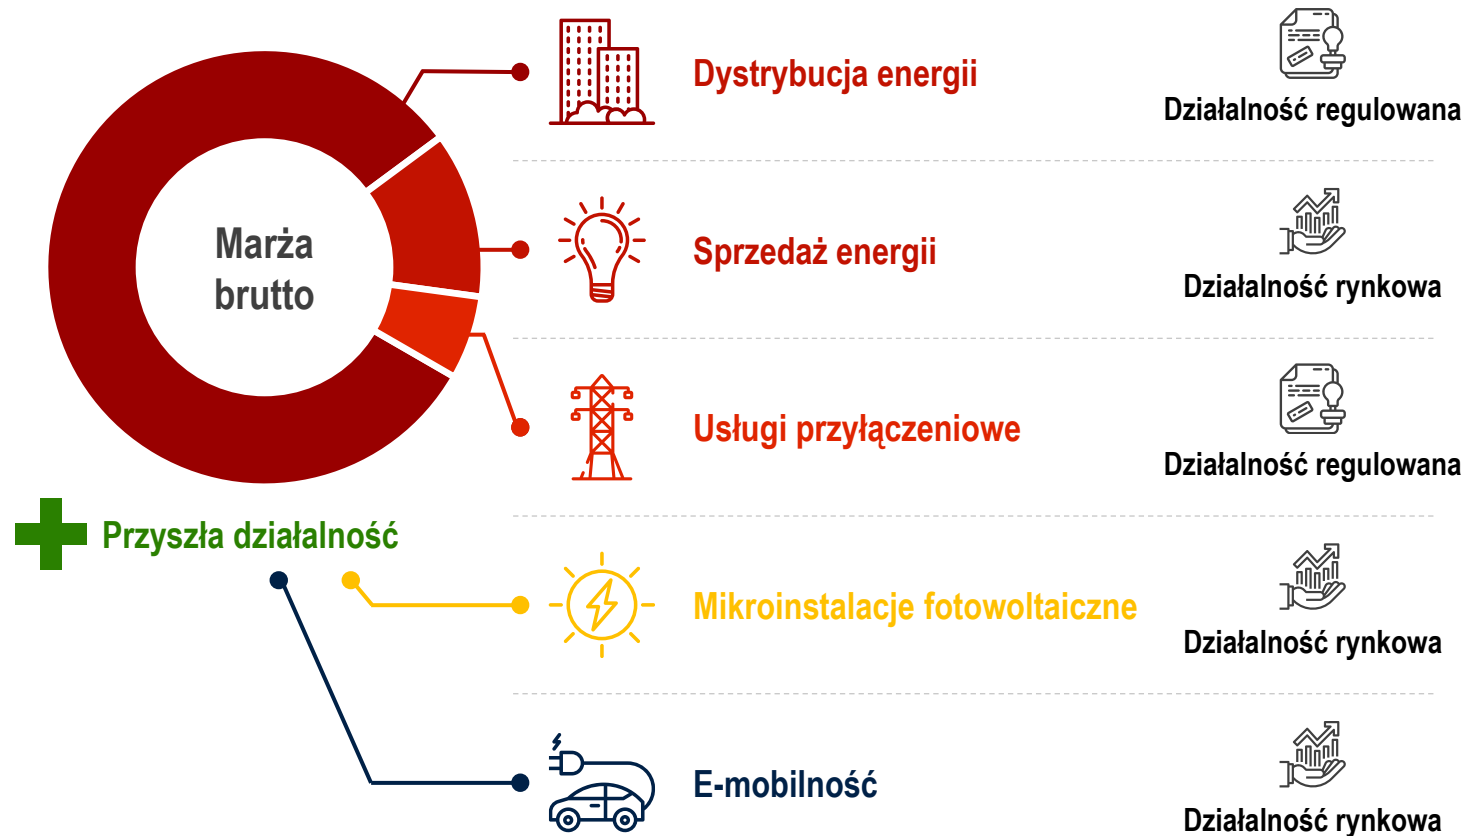 Marża
brutto
Dystrybucja energii
Działalność regulowana
Sprzedaż energii
Działalność rynkowa
Usługi przyłączeniowe
Działalność regulowana
Przyszła działalność
Mikroinstalacje fotowoltaiczne
Działalność rynkowa
E-mobilność
Działalność rynkowa